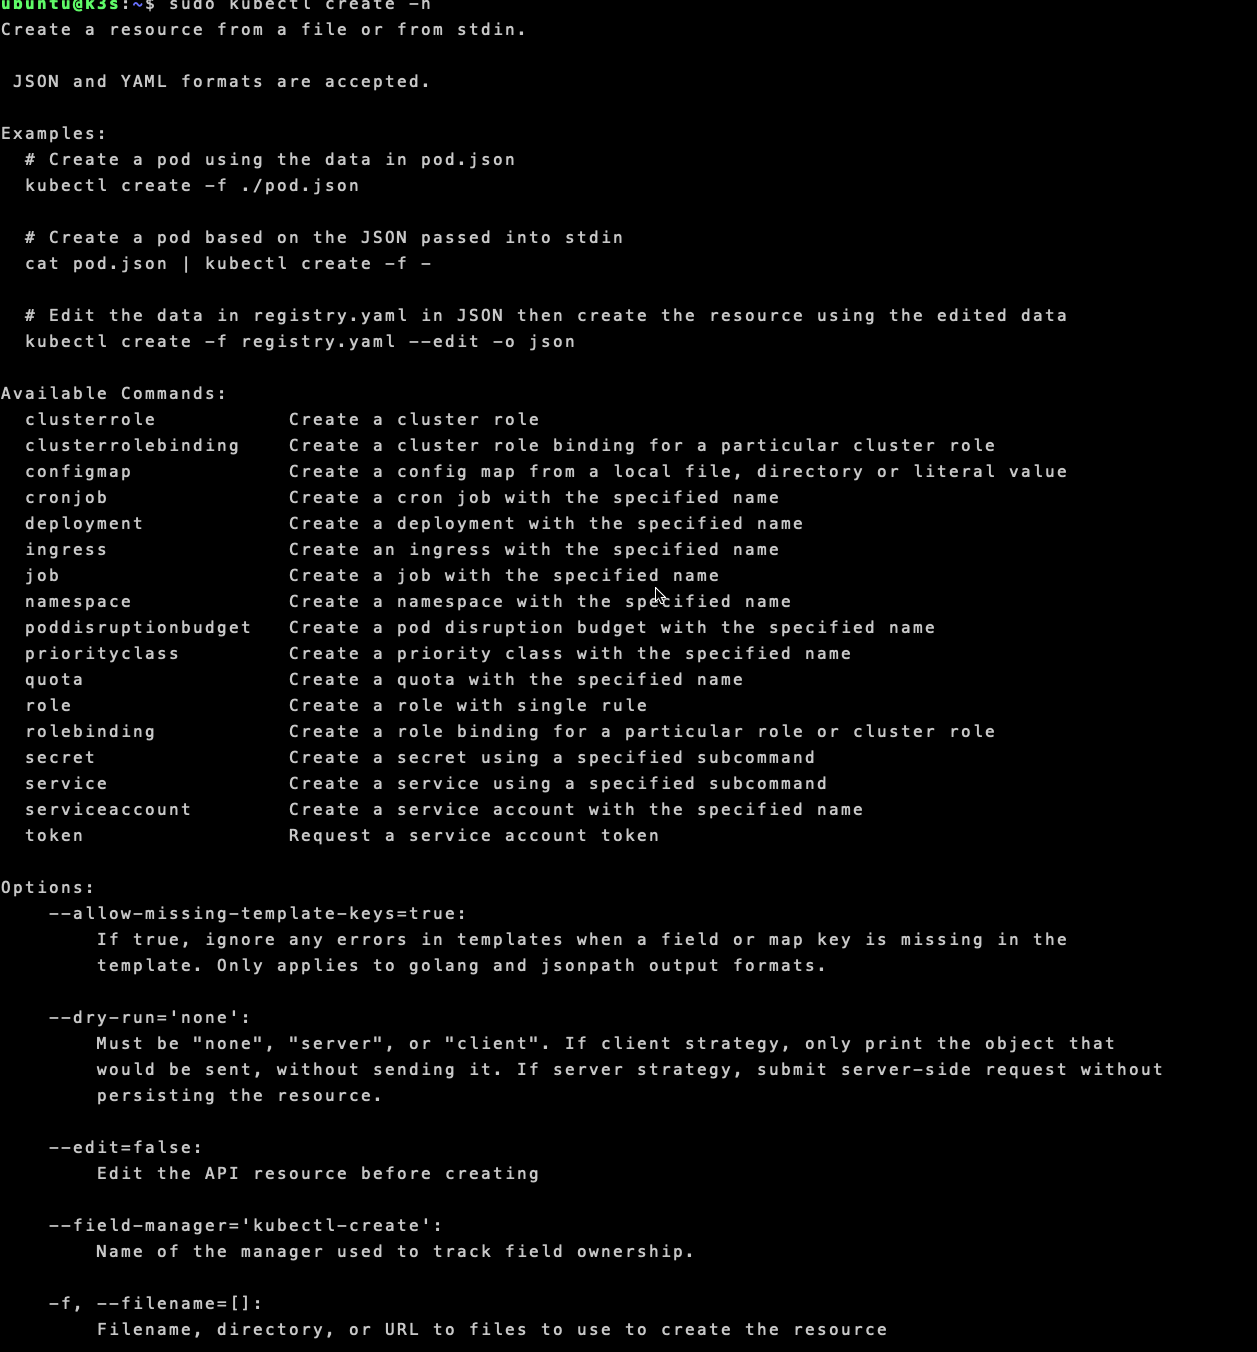 ubuntu@k3s:~$ sudo kubectl create -h
Create a resource from a file or from stdin.
JSON and YAML formats are accepted.
Examples:
# Create a pod using the data in pod.json
kubectl create -f ./pod.json
# Create a pod based on the JSON passed into stdin
cat pod.json | kubectl create -f -
# Edit the data in registry.yaml in JSON then create the resource using the edited data
kubectl create -f registry.yaml --edit -o json
Available Commands:
clusterrole Create a cluster role
clusterrolebinding Create a cluster role binding for a particular cluster role
configmap Create a config map from a local file, directory or literal value
cronjob Create a cron job with the specified name
deployment Create a deployment with the specified name
ingress Create an ingress with the specified name
job Create a job with the specified name
namespace Create a namespace with the specified name
poddisruptionbudget Create a pod disruption budget with the specified name
priorityclass Create a priority class with the specified name
quota Create a quota with the specified name
role Create a role with single rule
rolebinding Create a role binding for a particular role or cluster role
secret Create a secret using a specified subcommand
service Create a service using a specified subcommand
serviceaccount Create a service account with the specified name
token Request a service account token
Options:
--allow-missing-template-keys=true:
If true, ignore any errors in templates when a field or map key is missing in the
template. Only applies to golang and jsonpath output formats.
--dry-run='none':
Must be "none", "server", or "client". If client strategy, only print the object that
would be sent, without sending it. If server strategy, submit server-side request without
persisting the resource.
--edit=false:
Edit the API resource before creating
--field-manager='kubectl-create':
Name of the manager used to track field ownership.
-f, --filename=[]:
Filename, directory, or URL to files to use to create the resource